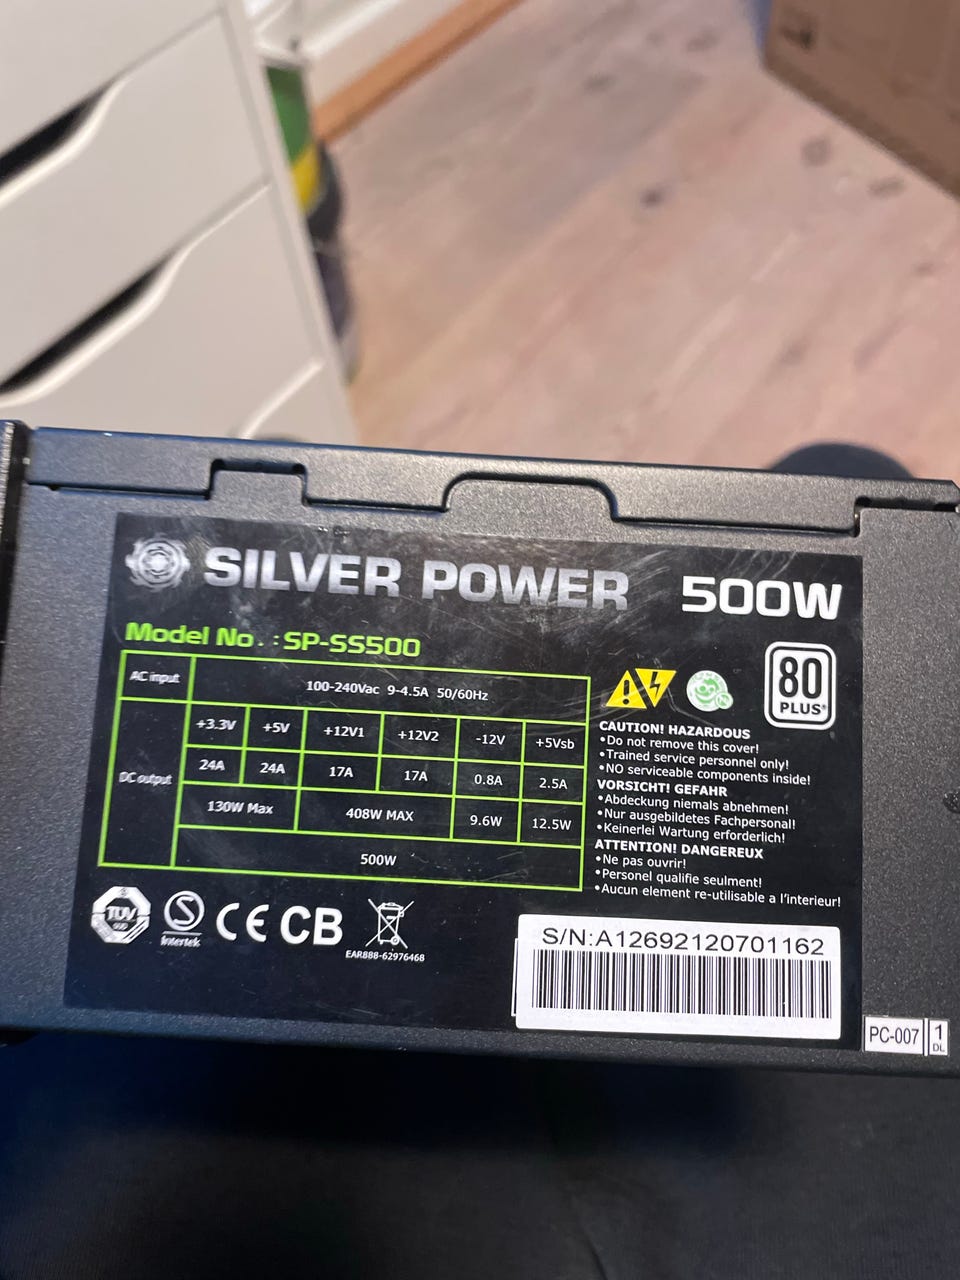 SILVER POWER 500W
Model No. : SP-SS500
AC input 100-240Vac 9-4.5A 50/60Hz
DC output +3.3V +5V +12V1 +12V2 -12V +5Vsb
24A 24A 17A 17A 0.8A 2.5A
130W Max 408W MAX 9.6W 12.5W
500W
80
PLUS®
CAUTION! HAZARDOUS
•Do not remove this cover!
•Trained service personnel only!
•NO serviceable components inside!
VORSICHT! GEFAHR
•Abdeckung niemals abnehmen!
•Nur ausgebildetes Fachpersonal!
•Keinerlei Wartung erforderlich!
ATTENTION! DANGEREUX
•Ne pas ouvrir!
•Personel qualifie seulment!
•Aucun element re-utilisable a l'interieur!
TÜV
S
Intertek
CE CB
EAR888-62976468
S/N:A12692120701162
PC-007 1
DL